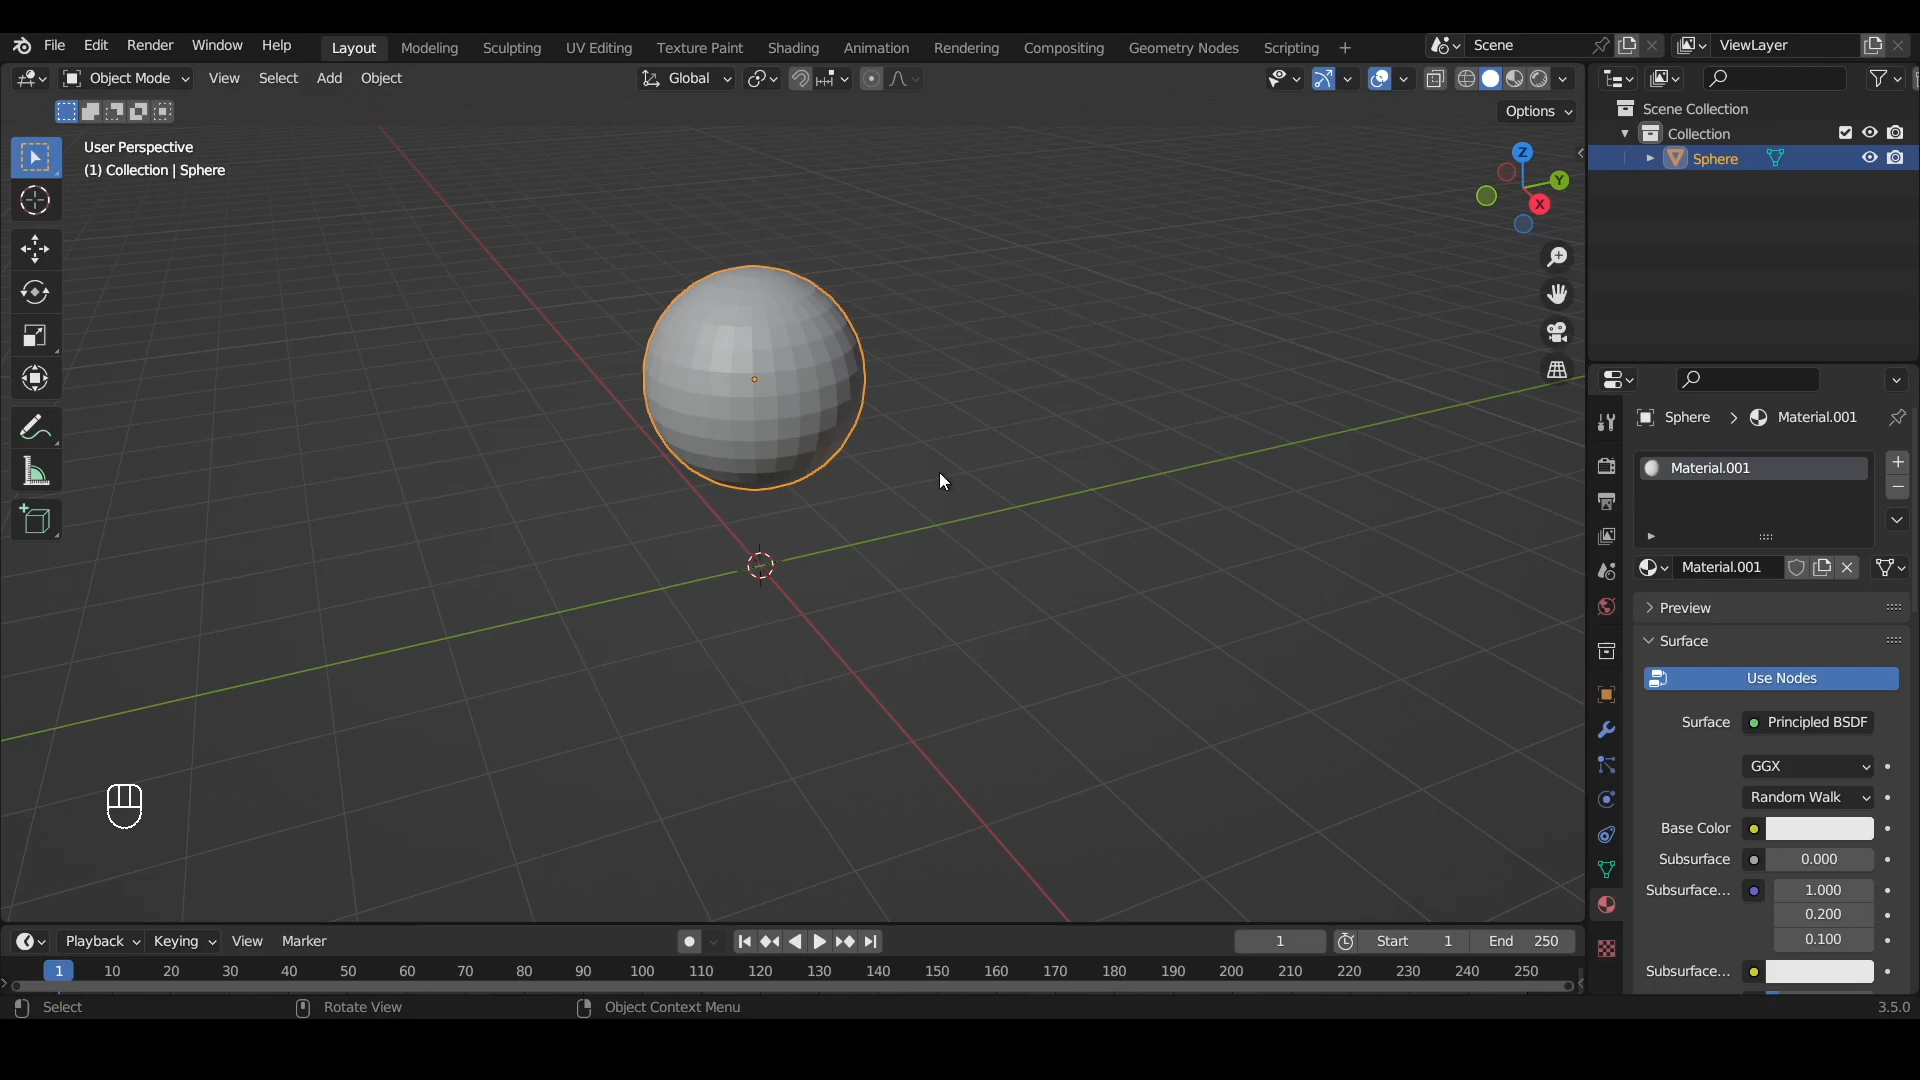 File Edit Render Window Help Layout Modeling Sculpting UV Editing Texture Paint Shading Animation Rendering Compositing Geometry Nodes Scripting + Scene ViewLayer
Object Mode View Select Add Object Global
Options
User Perspective
(1) Collection | Sphere
Z
Y
X
Scene Collection
Collection
Sphere
Sphere Material.001
Material.001
Material.001
Preview
Surface
Use Nodes
Surface Principled BSDF
GGX
Random Walk
Base Color
Subsurface 0.000
Subsurface... 1.000
0.200
0.100
Subsurface...
Playback Keying View Marker 1 Start 1 End 250
1 10 20 30 40 50 60 70 80 90 100 110 120 130 140 150 160 170 180 190 200 210 220 230 240 250
Select Rotate View Object Context Menu 3.5.0